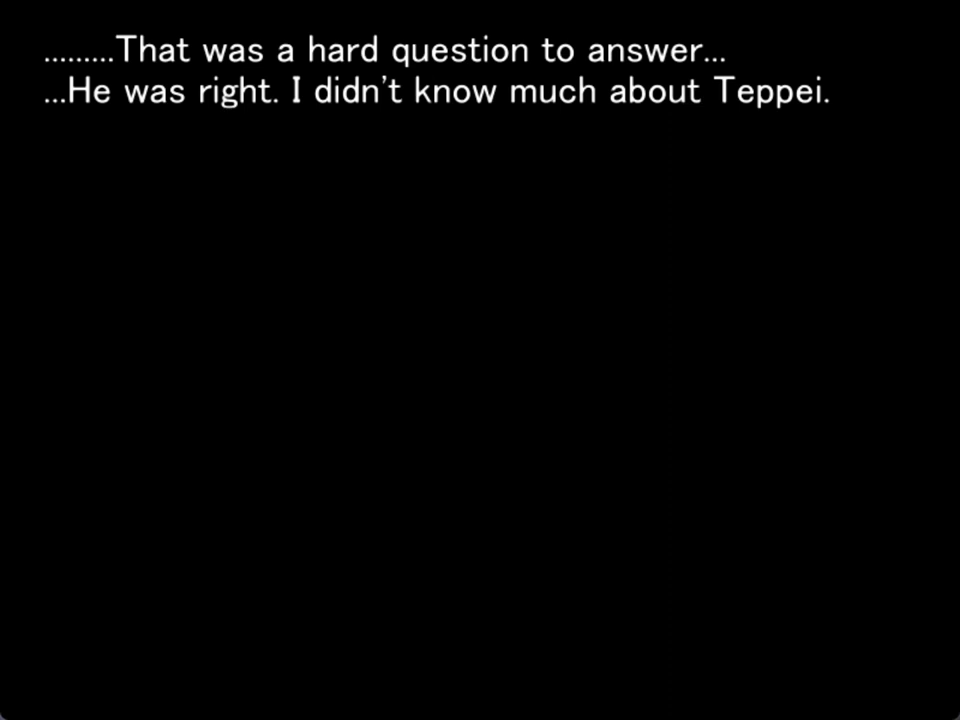 .........That was a hard question to answer...
...He was right. I didn't know much about Teppei.